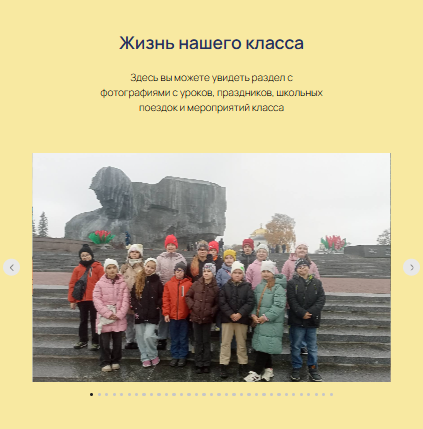 Жизнь нашего класса
Здесь вы можете увидеть раздел с
фотографиями с уроков, праздников, школьных
поездок и мероприятий класса